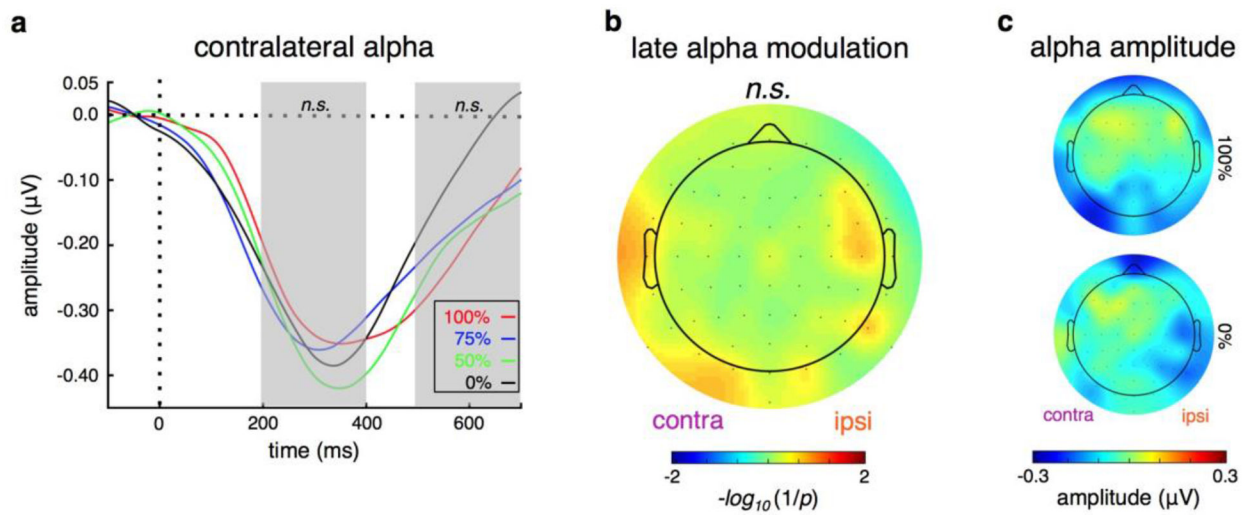 a
contralateral alpha
0.05
0.0
-0.10
-0.20
-0.30
-0.40
amplitude (μV)
n.s.
n.s.
100%
75%
50%
0%
0
200
400
600
time (ms)
b
late alpha modulation
n.s.
contra
ipsi
-2
2
-log10(1/p)
c
alpha amplitude
100%
0%
contra
ipsi
-0.3
0.3
amplitude (μV)